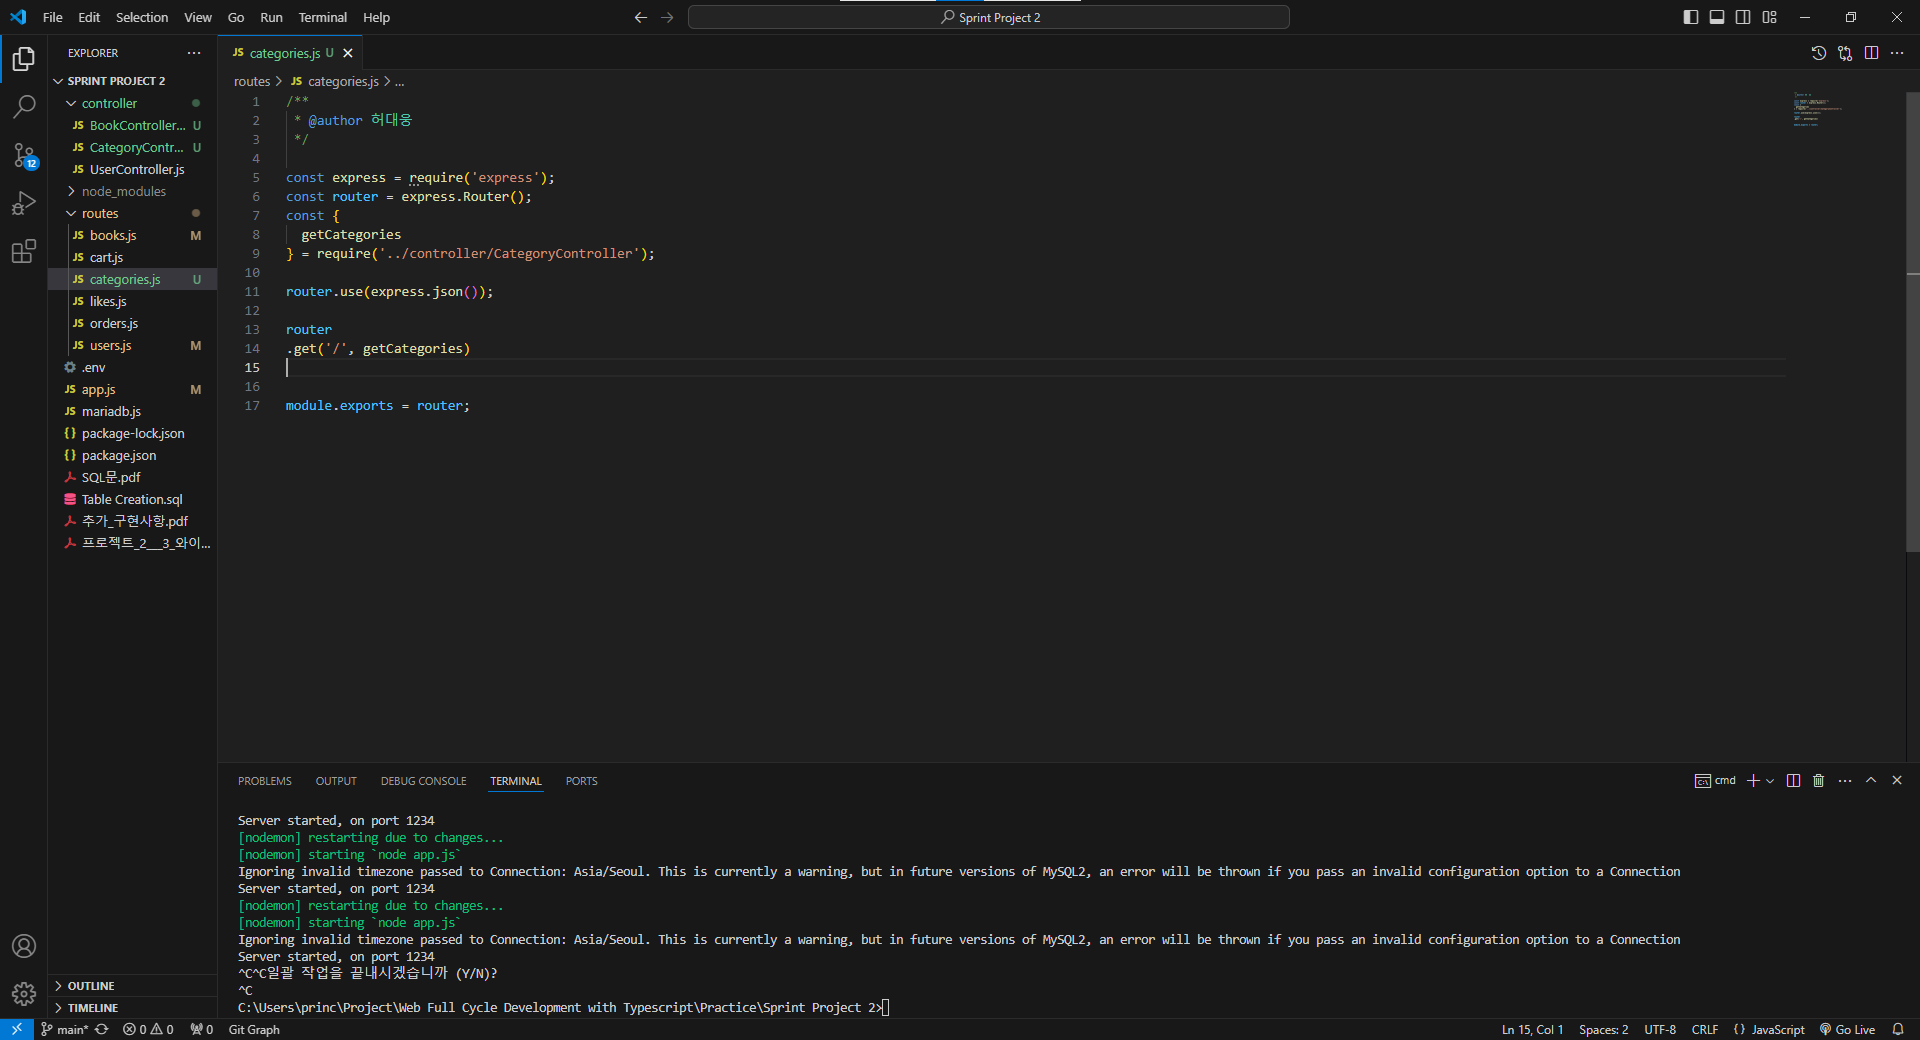 File Edit Selection View Go Run Terminal Help
Sprint Project 2
EXPLORER
SPRINT PROJECT 2
controller
BookController... U
CategoryContr... U
UserController.js
node_modules
routes
books.js M
cart.js
categories.js U
likes.js
orders.js
users.js M
.env
app.js M
mariadb.js
package-lock.json
package.json
SQL문.pdf
Table Creation.sql
추가_구현사항.pdf
프로젝트_2__3_와이...
OUTLINE
TIMELINE
12
JS categories.js U
routes > JS categories.js > ...
1 /**
2 * @author 허대웅
3 */
4
5 const express = require('express');
6 const router = express.Router();
7 const {
8 getCategories
9 } = require('../controller/CategoryController');
10
11 router.use(express.json());
12
13 router
14 .get('/', getCategories)
15
16
17 module.exports = router;
PROBLEMS OUTPUT DEBUG CONSOLE TERMINAL PORTS
cmd
Server started, on port 1234
[nodemon] restarting due to changes...
[nodemon] starting `node app.js`
Ignoring invalid timezone passed to Connection: Asia/Seoul. This is currently a warning, but in future versions of MySQL2, an error will be thrown if you pass an invalid configuration option to a Connection
Server started, on port 1234
[nodemon] restarting due to changes...
[nodemon] starting `node app.js`
Ignoring invalid timezone passed to Connection: Asia/Seoul. This is currently a warning, but in future versions of MySQL2, an error will be thrown if you pass an invalid configuration option to a Connection
Server started, on port 1234
^C^C일괄 작업을 끝내시겠습니까 (Y/N)?
^C
C:\Users\princ\Project\Web Full Cycle Development with Typescript\Practice\Sprint Project 2>
main* 0 0 0 Git Graph
Ln 15, Col 1 Spaces: 2 UTF-8 CRLF {} JavaScript Go Live